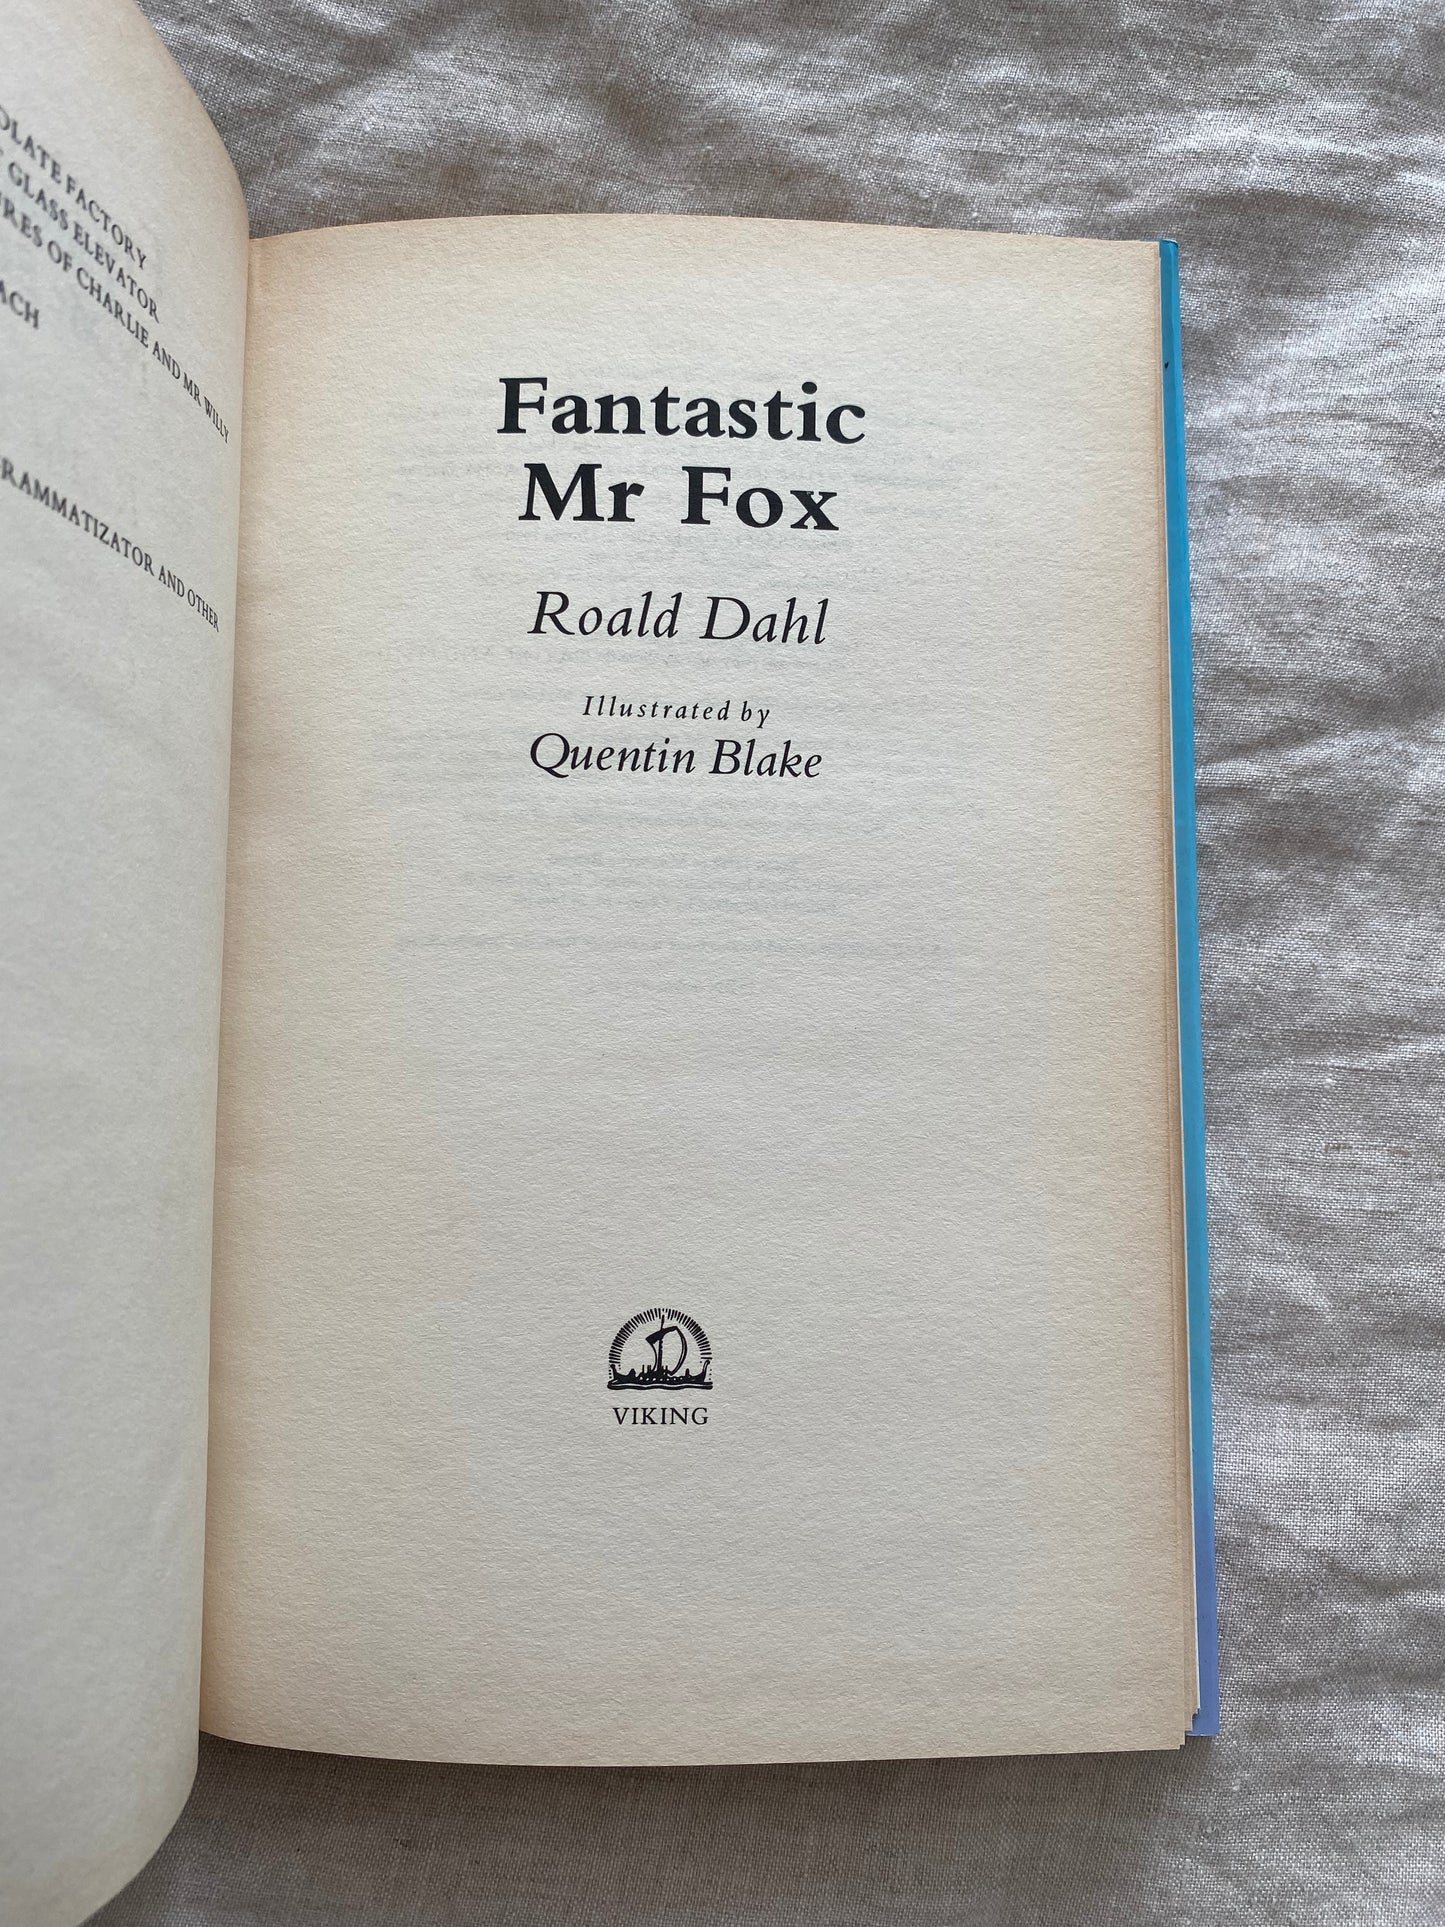 OLATE FACTORY
GLASS ELEVATOR
URES OF CHARLIE AND MR WILLY
ACH
RAMMATIZATOR AND OTHER
Fantastic
Mr Fox
Roald Dahl
Illustrated by
Quentin Blake
VIKING